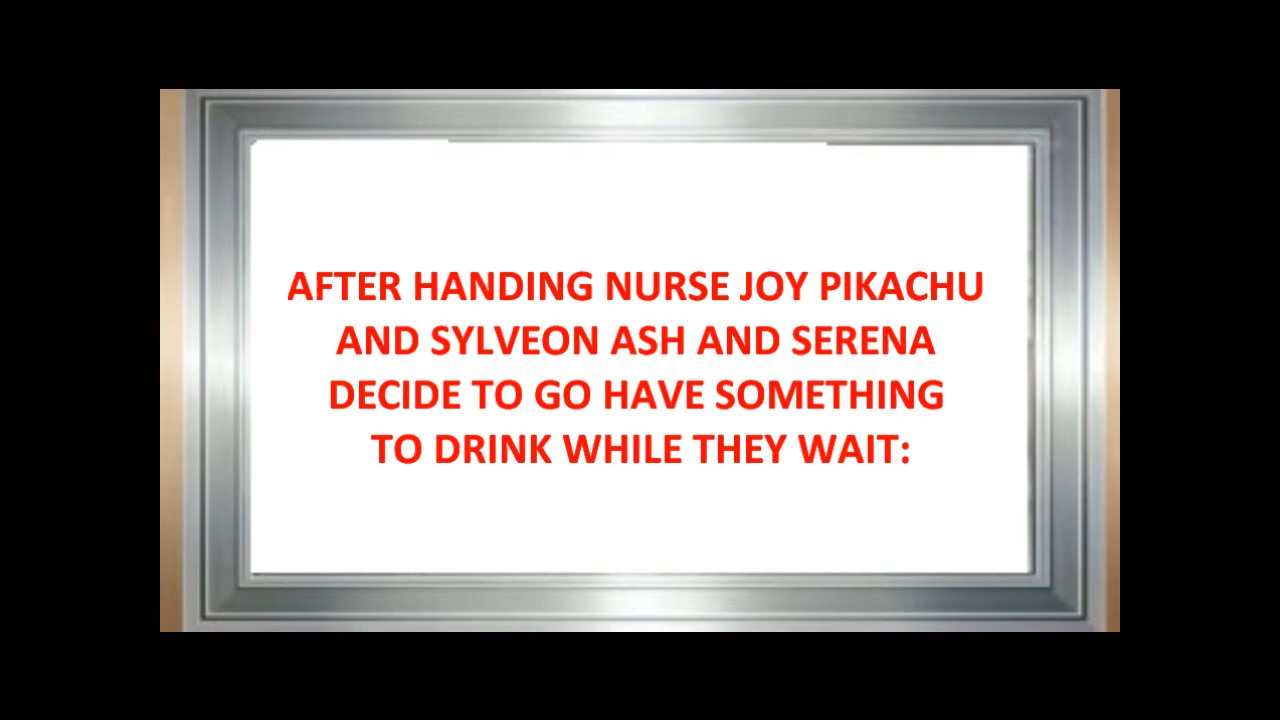 AFTER HANDING NURSE JOY PIKACHU
AND SYLVEON ASH AND SERENA
DECIDE TO GO HAVE SOMETHING
TO DRINK WHILE THEY WAIT: